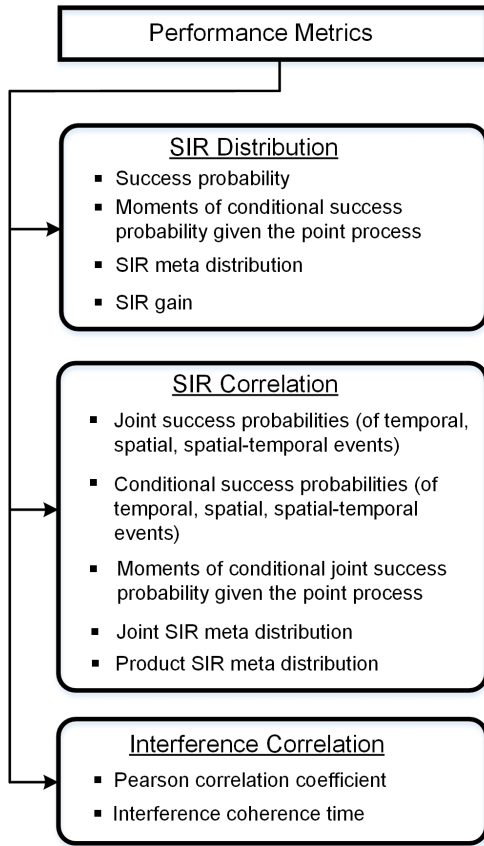 Performance Metrics
SIR Distribution
▪ Success probability
▪ Moments of conditional success
probability given the point process
▪ SIR meta distribution
▪ SIR gain
SIR Correlation
▪ Joint success probabilities (of temporal,
spatial, spatial-temporal events)
▪ Conditional success probabilities (of
temporal, spatial, spatial-temporal
events)
▪ Moments of conditional joint success
probability given the point process
▪ Joint SIR meta distribution
▪ Product SIR meta distribution
Interference Correlation
▪ Pearson correlation coefficient
▪ Interference coherence time